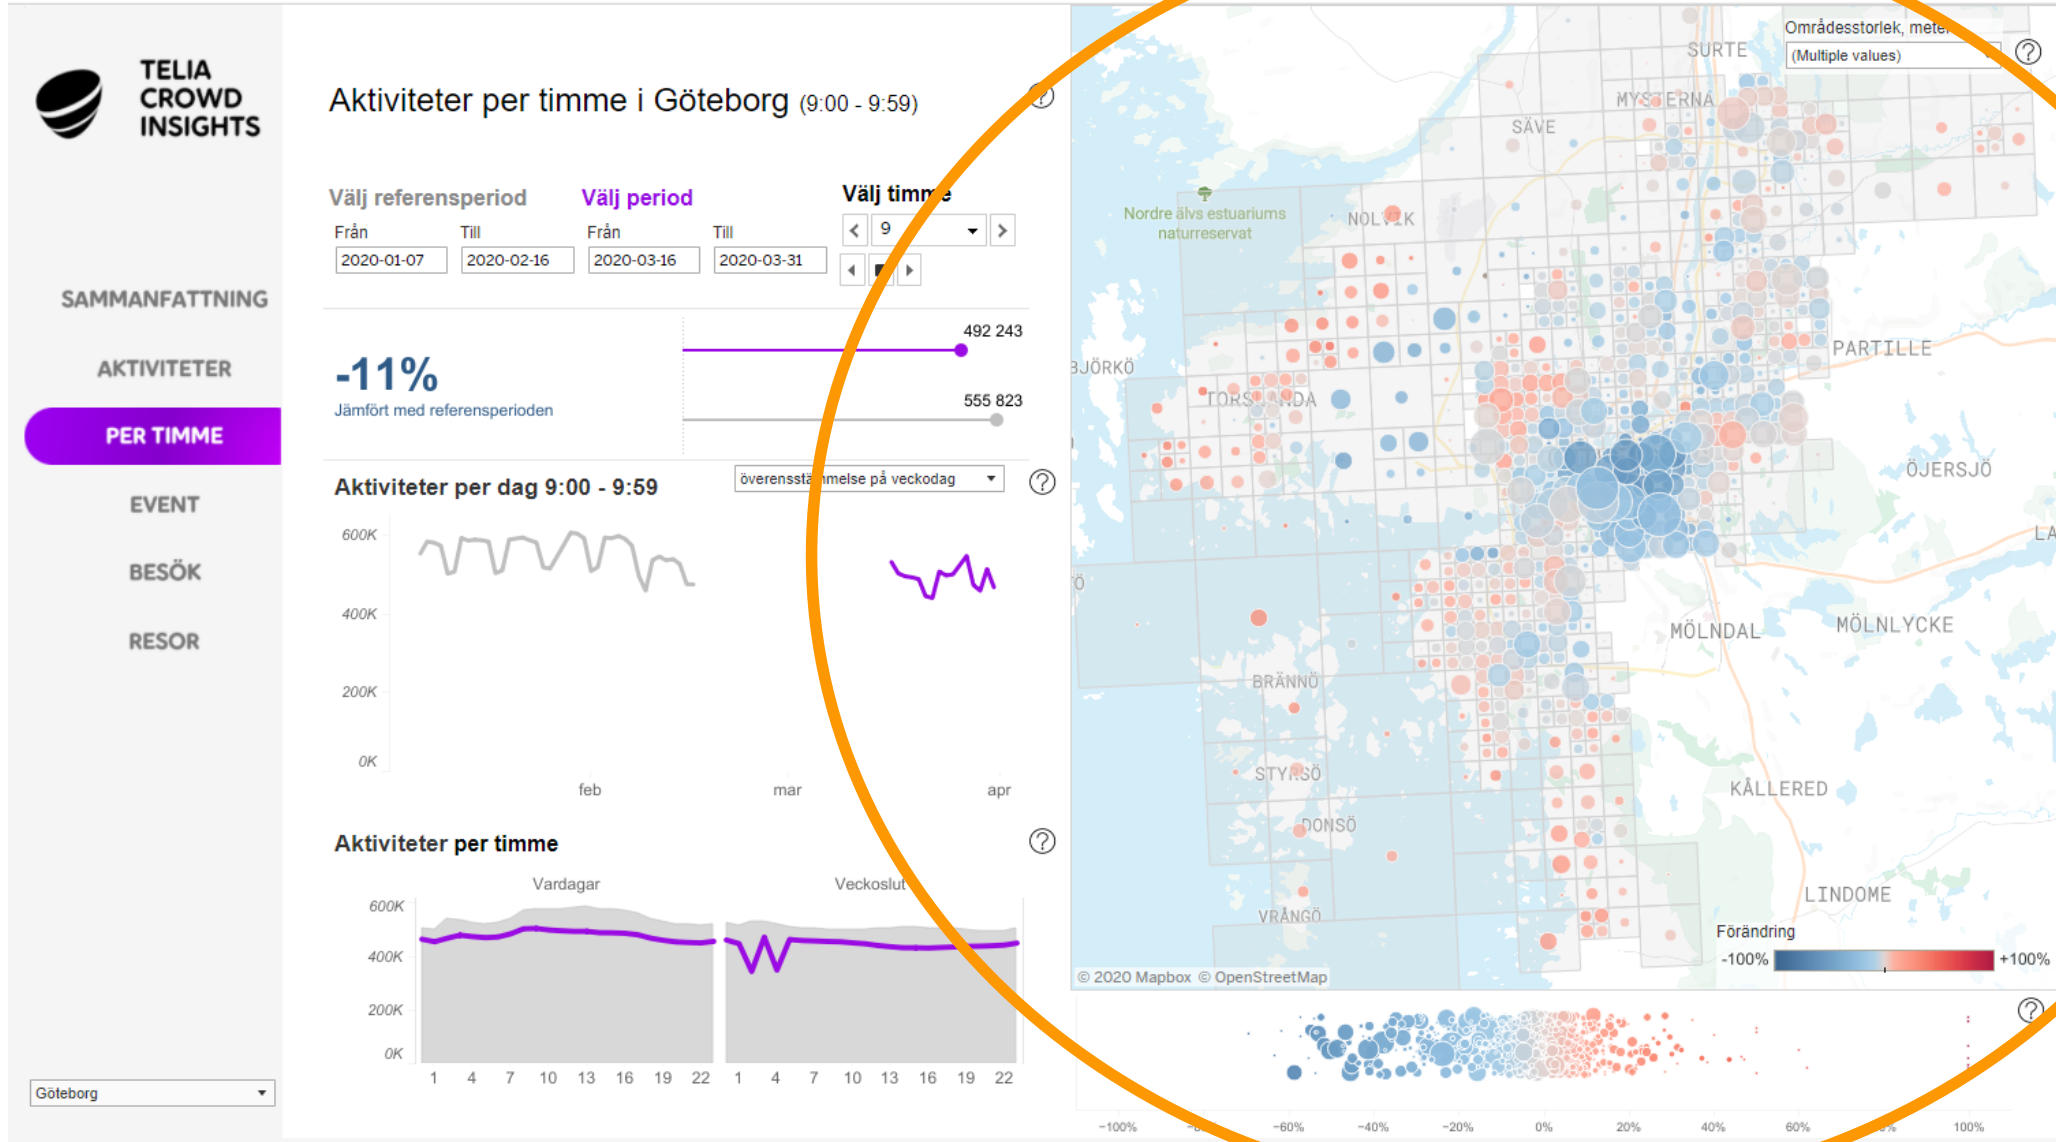 TELIA
CROWD
INSIGHTS
SAMMANFATTNING
AKTIVITETER
PER TIMME
EVENT
BESÖK
RESOR
Göteborg
Aktiviteter per timme i Göteborg (9:00 - 9:59)
?
Välj referensperiod
Välj period
Välj timme
Från
Till
Från
Till
9
2020-01-07
2020-02-16
2020-03-16
2020-03-31
492 243
-11%
Jämfört med referensperioden
555 823
Aktiviteter per dag 9:00 - 9:59
överensstämmelse på veckodag
?
600K
400K
200K
0K
feb
mar
apr
Aktiviteter per timme
?
Vardagar
Veckoslut
600K
400K
200K
0K
1 4 7 10 13 16 19 22
1 4 7 10 13 16 19 22
Områdesstorlek, meter
(Multiple values)
?
SURTE
SÄVE
Nordre älvs estuariums
naturreservat
NOLVIK
PARTILLE
BJÖRKÖ
TORSLANDA
ÖJERSJÖ
LA
MÖLNDAL
MÖLNLYCKE
BRÄNNÖ
STYRSÖ
KÅLLERED
DONSÖ
LINDOME
VRÅNGÖ
Förändring
-100%
+100%
© 2020 Mapbox © OpenStreetMap
?
-100%
-60%
-40%
-20%
0%
20%
40%
60%
100%